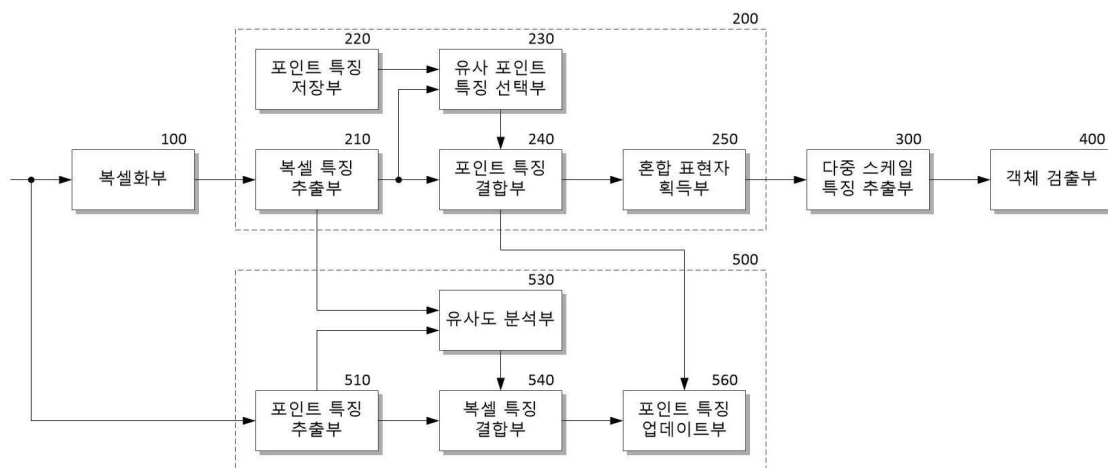 200
220
포인트 특징
저장부
230
유사 포인트
특징 선택부
100
복셀화부
210
복셀 특징
추출부
240
포인트 특징
결합부
250
혼합 표현자
획득부
300
다중 스케일
특징 추출부
400
객체 검출부
500
530
유사도 분석부
510
포인트 특징
추출부
540
복셀 특징
결합부
560
포인트 특징
업데이트부